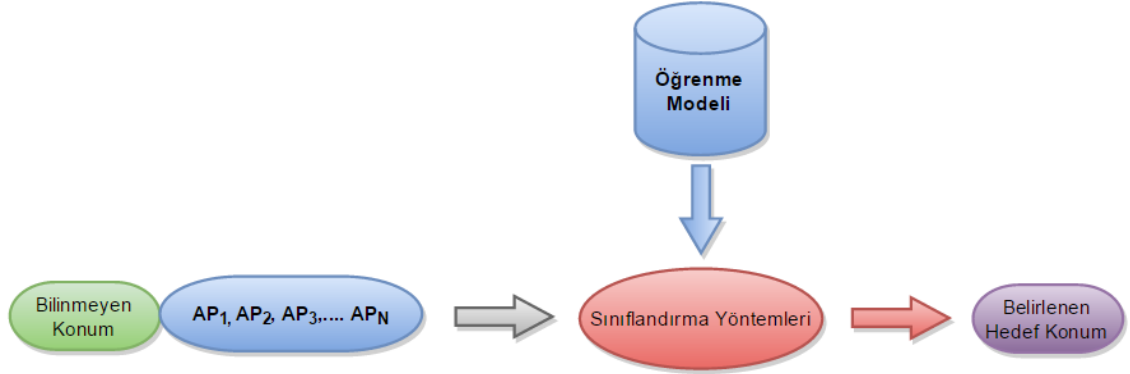 Öğrenme
Modeli
Bilinmeyen
Konum
AP1, AP2, AP3,.... APN
Sınıflandırma Yöntemleri
Belirlenen
Hedef Konum